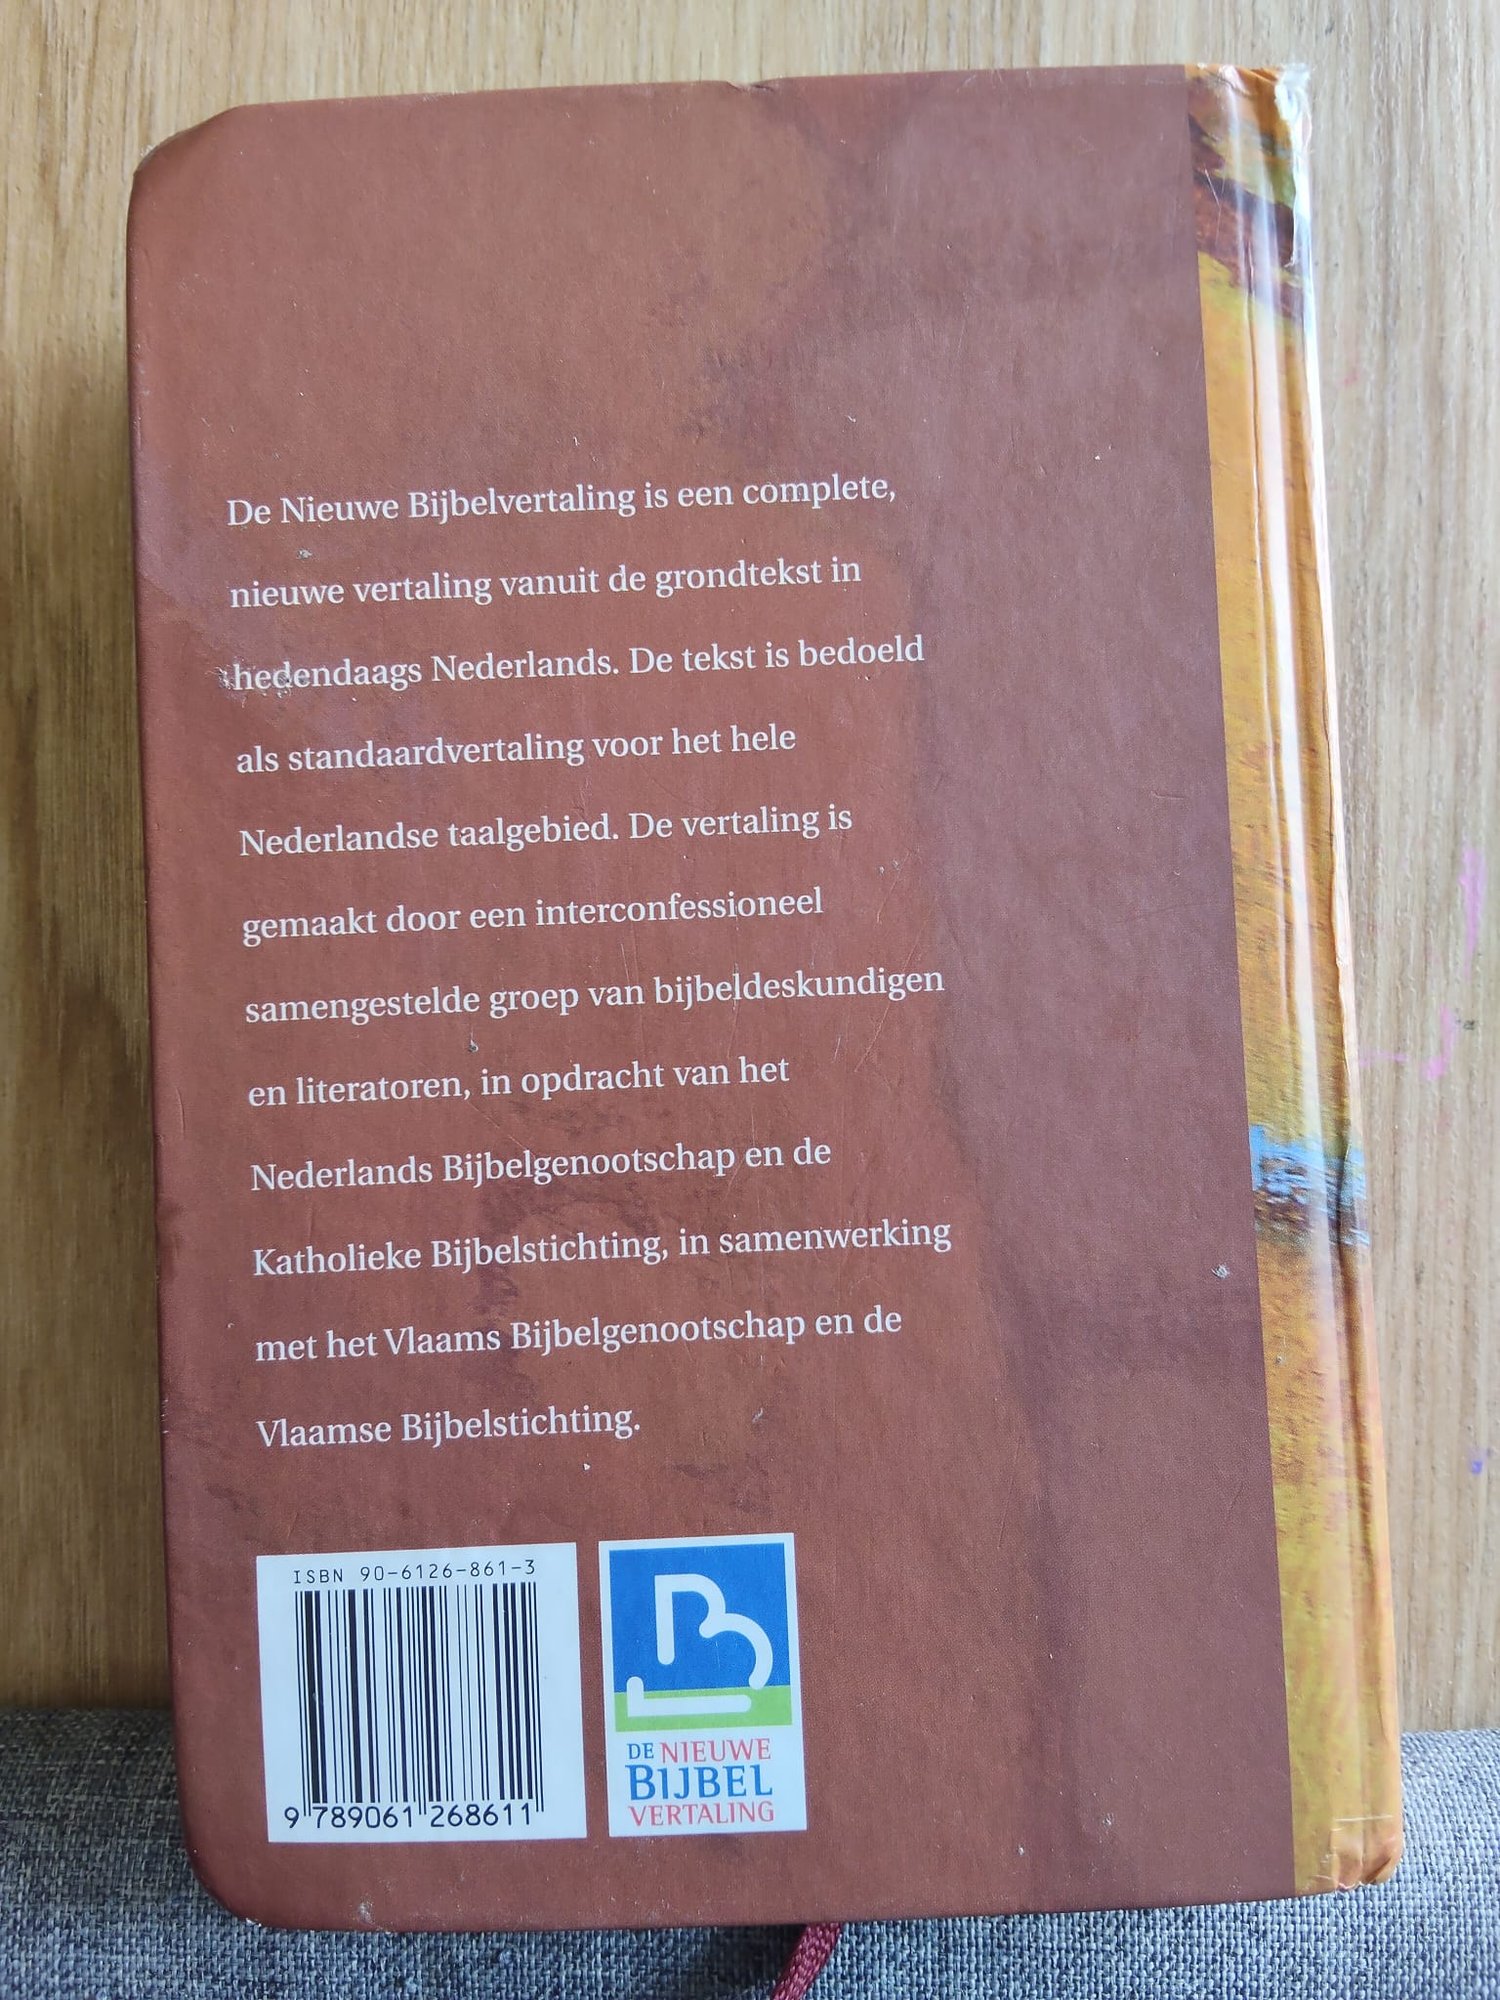 De Nieuwe Bijbelvertaling is een complete,
nieuwe vertaling vanuit de grondtekst in
hedendaags Nederlands. De tekst is bedoeld
als standaardvertaling voor het hele
Nederlandse taalgebied. De vertaling is
gemaakt door een interconfessioneel
samengestelde groep van bijbeldeskundigen
en literatoren, in opdracht van het
Nederlands Bijbelgenootschap en de
Katholieke Bijbelstichting, in samenwerking
met het Vlaams Bijbelgenootschap en de
Vlaamse Bijbelstichting.
ISBN 90-6126-861-3
9 789061 268611
DE NIEUWE
BIJBEL
VERTALING